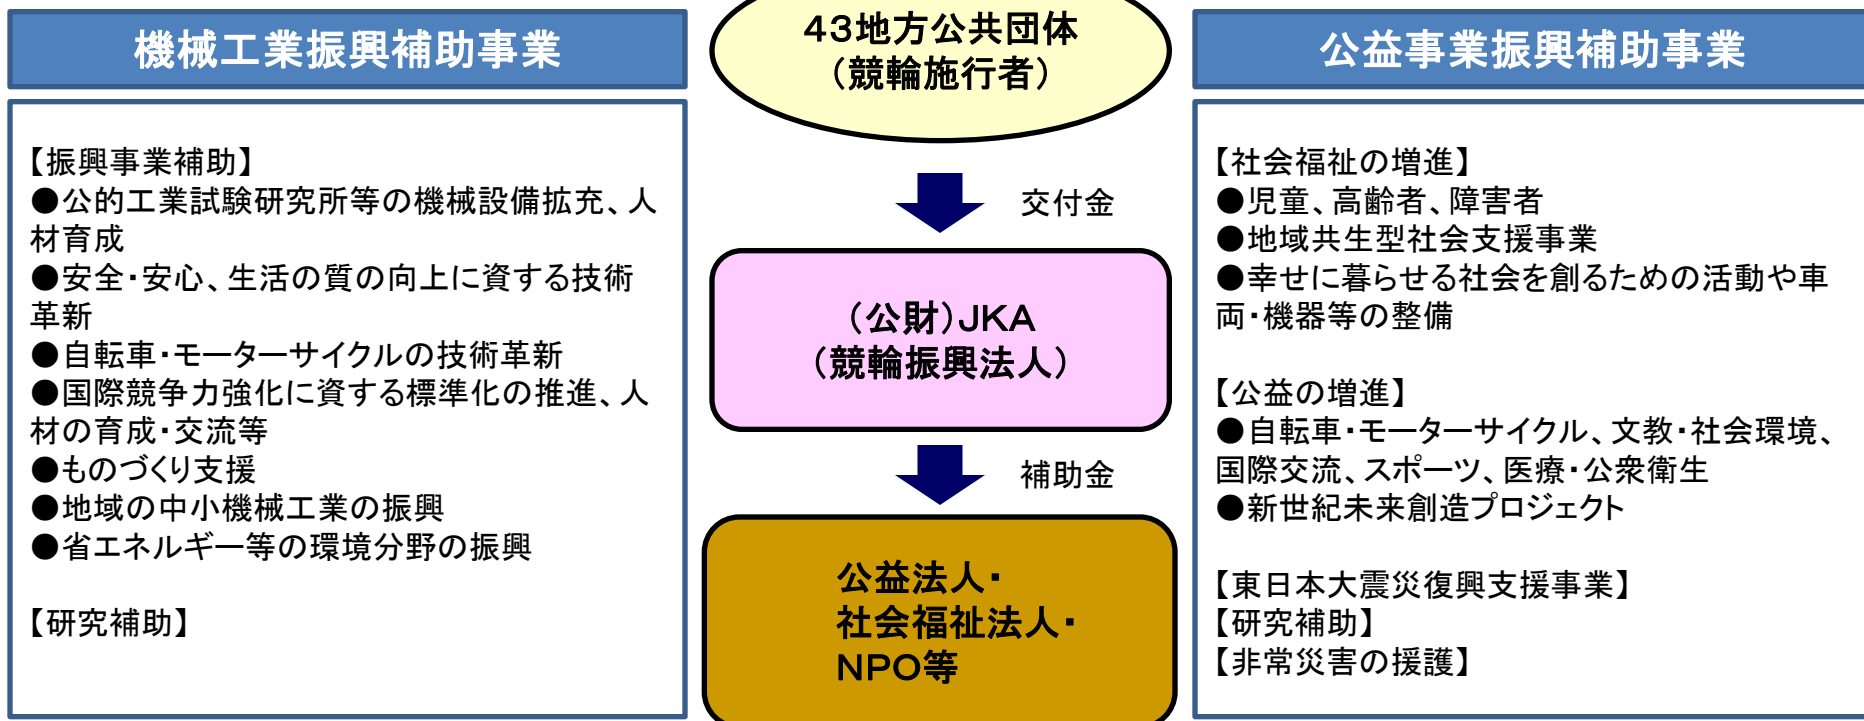 機械工業振興補助事業
【振興事業補助】
●公的工業試験研究所等の機械設備拡充、人
材育成
●安全・安心、生活の質の向上に資する技術
革新
●自転車・モーターサイクルの技術革新
●国際競争力強化に資する標準化の推進、人
材の育成・交流等
●ものづくり支援
●地域の中小機械工業の振興
●省エネルギー等の環境分野の振興
【研究補助】
43地方公共団体
（競輪施行者）
交付金
（公財）JKA
（競輪振興法人）
補助金
公益法人・
社会福祉法人・
NPO等
公益事業振興補助事業
【社会福祉の増進】
●児童、高齢者、障害者
●地域共生型社会支援事業
●幸せに暮らせる社会を創るための活動や車
両・機器等の整備
【公益の増進】
●自転車・モーターサイクル、文教・社会環境、
国際交流、スポーツ、医療・公衆衛生
●新世紀未来創造プロジェクト
【東日本大震災復興支援事業】
【研究補助】
【非常災害の援護】